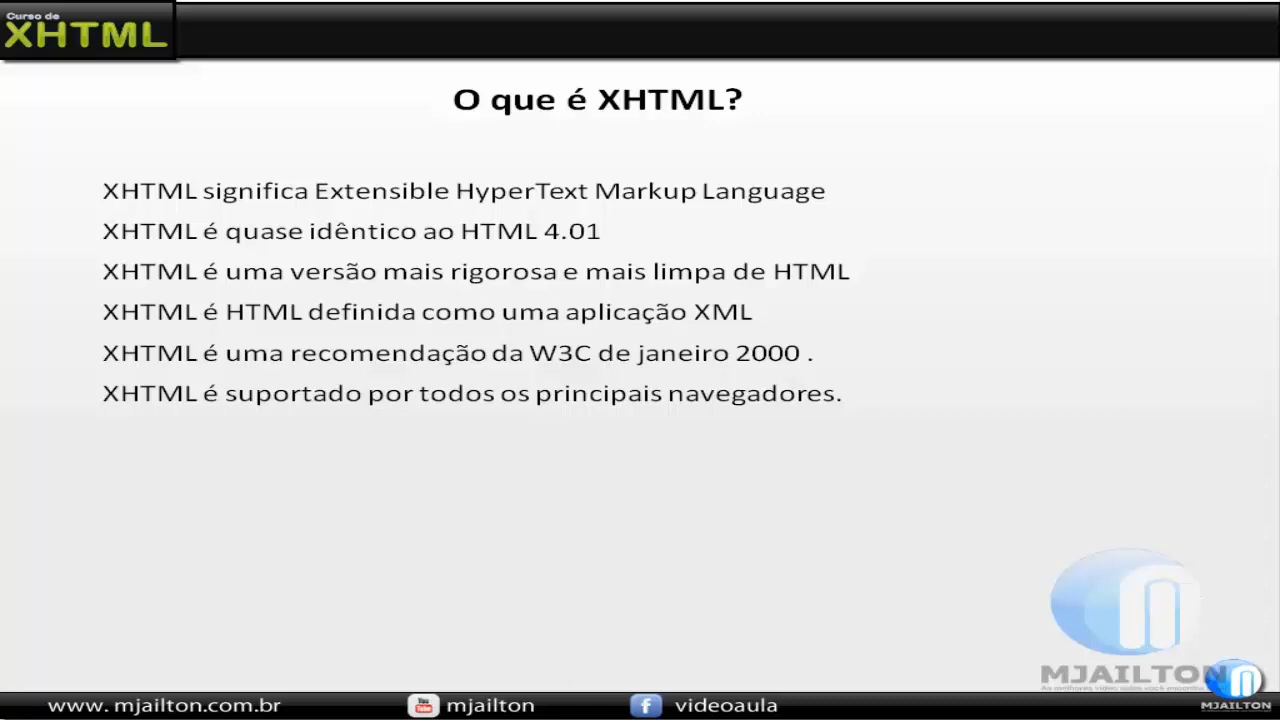 Curso de
XHTML
O que é XHTML?
XHTML significa Extensible HyperText Markup Language
XHTML é quase idêntico ao HTML 4.01
XHTML é uma versão mais rigorosa e mais limpa de HTML
XHTML é HTML definida como uma aplicação XML
XHTML é uma recomendação da W3C de janeiro 2000 .
XHTML é suportado por todos os principais navegadores.
MJAILTON
www. mjailton.com.br
You Tube
mjailton
f
videoaula
MJAILTON